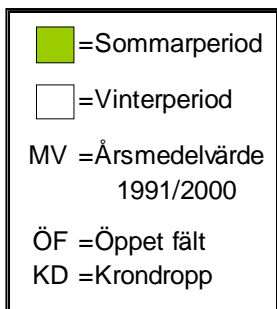 =Sommarperiod
=Vinterperiod
MV =Årsmedelvärde
1991/2000
ÖF =Öppet fält
KD =Krondropp